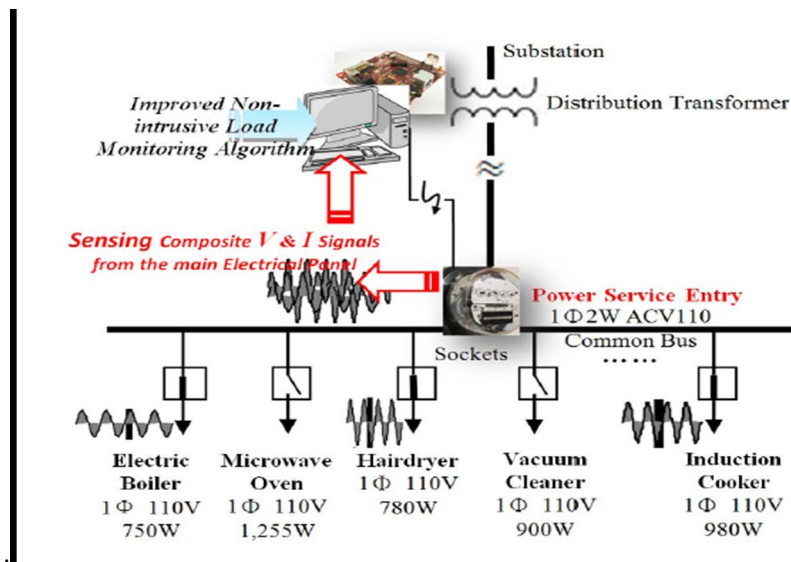 Substation
Distribution Transformer
Improved Non-
intrusive Load
Monitoring Algorithm
Sensing Composite V & I Signals
from the main Electrical Panel
Power Service Entry
1Φ2W ACV110
Common Bus
Sockets
......
Electric
Boiler
1Φ 110V
750W
Microwave
Oven
1Φ 110V
1,255W
Hairdryer
1Φ 110V
780W
Vacuum
Cleaner
1Φ 110V
900W
Induction
Cooker
1Φ 110V
980W